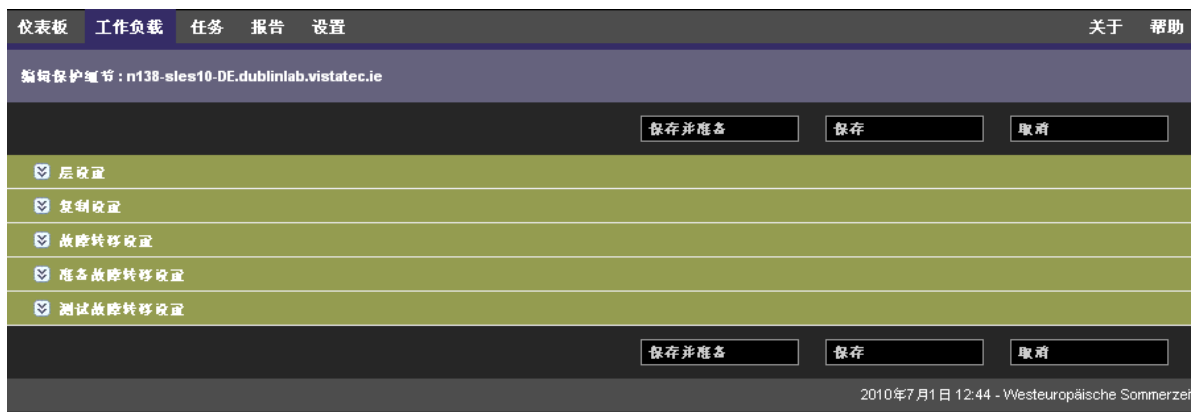 仪表板 工作负载 任务 报告 设置 关于 帮助
编辑保护细节 : n138-sles10-DE.dublinlab.vistatec.ie
保存并准备 保存 取消
层设置
复制设置
故障转移设置
准备故障转移设置
测试故障转移设置
保存并准备 保存 取消
2010年7月1日 12:44 - Westeuropäische Sommerzei